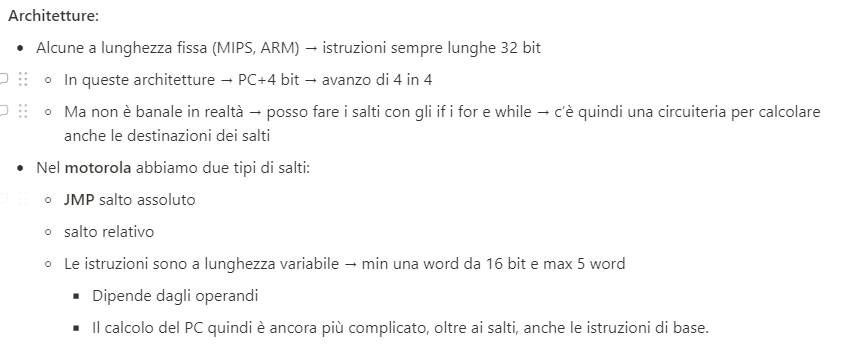 Architetture:
Alcune a lunghezza fissa (MIPS, ARM) → istruzioni sempre lunghe 32 bit
In queste architetture → PC+4 bit → avanzo di 4 in 4
Ma non è banale in realtà → posso fare i salti con gli if i for e while → c'è quindi una circuiteria per calcolare
anche le destinazioni dei salti
Nel motorola abbiamo due tipi di salti:
JMP salto assoluto
salto relativo
Le istruzioni sono a lunghezza variabile → min una word da 16 bit e max 5 word
Dipende dagli operandi
Il calcolo del PC quindi è ancora più complicato, oltre ai salti, anche le istruzioni di base.